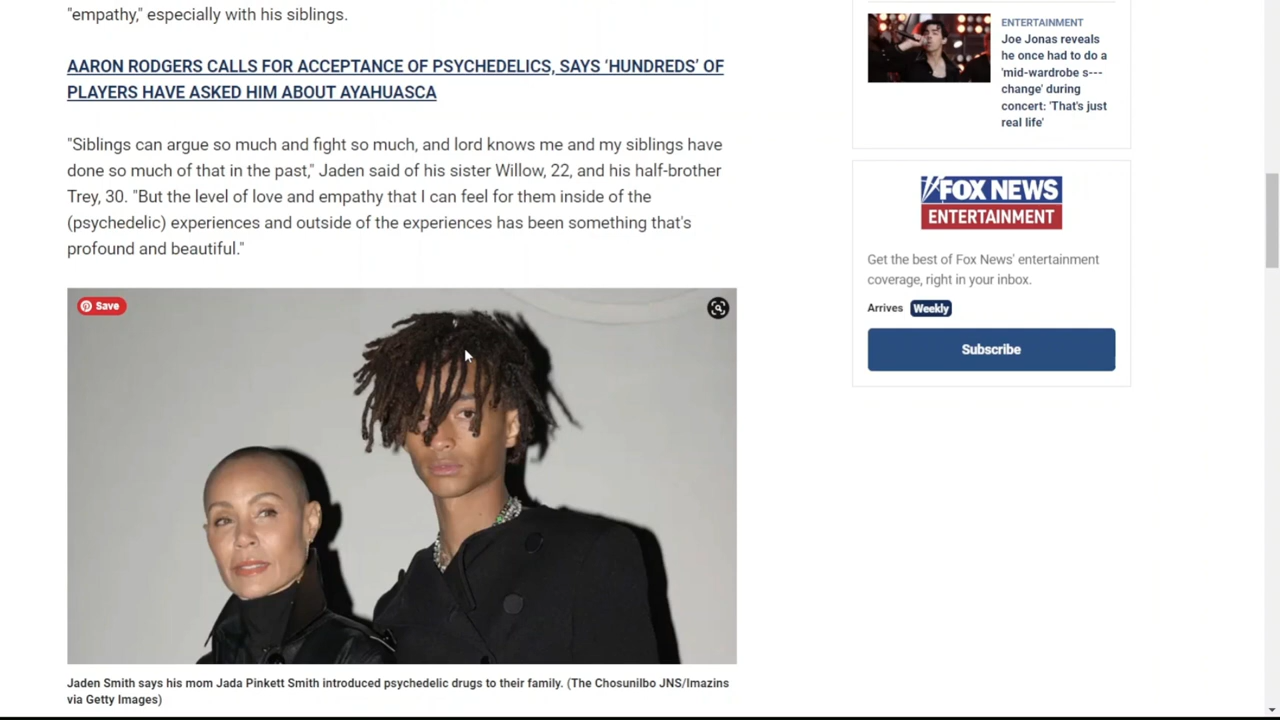 "empathy," especially with his siblings.
AARON RODGERS CALLS FOR ACCEPTANCE OF PSYCHEDELICS, SAYS ‘HUNDREDS’ OF
PLAYERS HAVE ASKED HIM ABOUT AYAHUASCA
"Siblings can argue so much and fight so much, and lord knows me and my siblings have
done so much of that in the past," Jaden said of his sister Willow, 22, and his half-brother
Trey, 30. "But the level of love and empathy that I can feel for them inside of the
(psychedelic) experiences and outside of the experiences has been something that's
profound and beautiful."
Save
Jaden Smith says his mom Jada Pinkett Smith introduced psychedelic drugs to their family. (The Chosunilbo JNS/Imazins
via Getty Images)
ENTERTAINMENT
Joe Jonas reveals
he once had to do a
'mid-wardrobe s---
change' during
concert: 'That's just
real life'
FOX NEWS
ENTERTAINMENT
Get the best of Fox News' entertainment
coverage, right in your inbox.
Arrives Weekly
Subscribe